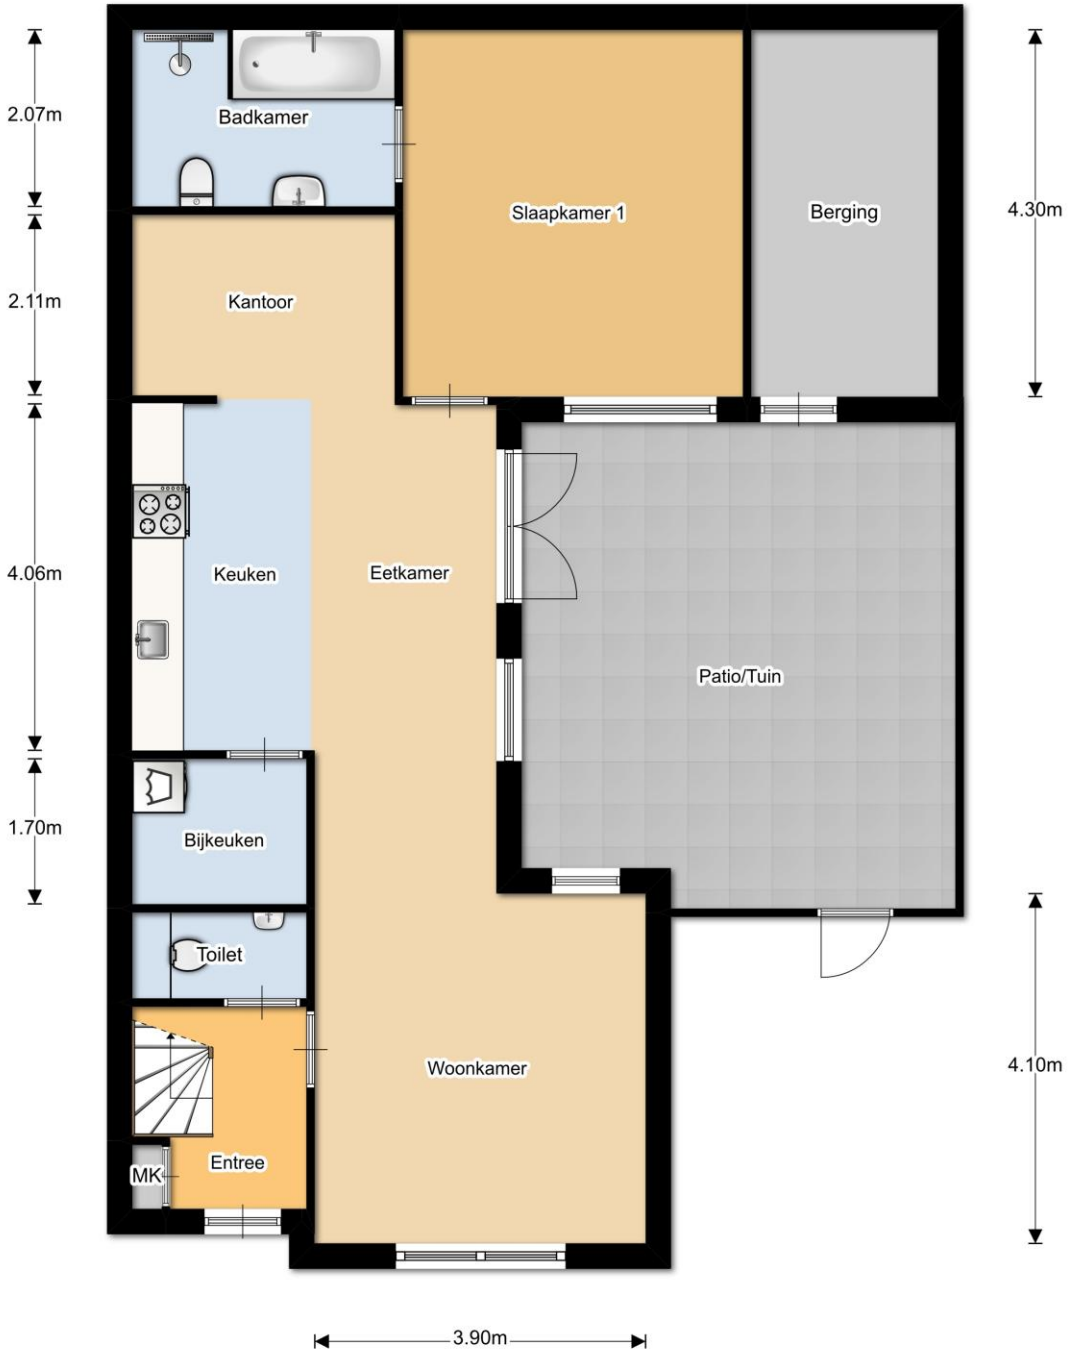 2.07m
Badkamer
Slaapkamer 1
Berging
4.30m
2.11m
Kantoor
4.06m
Keuken
Eetkamer
Patio/Tuin
1.70m
Bijkeuken
Toilet
Woonkamer
4.10m
Entree
MK
3.90m